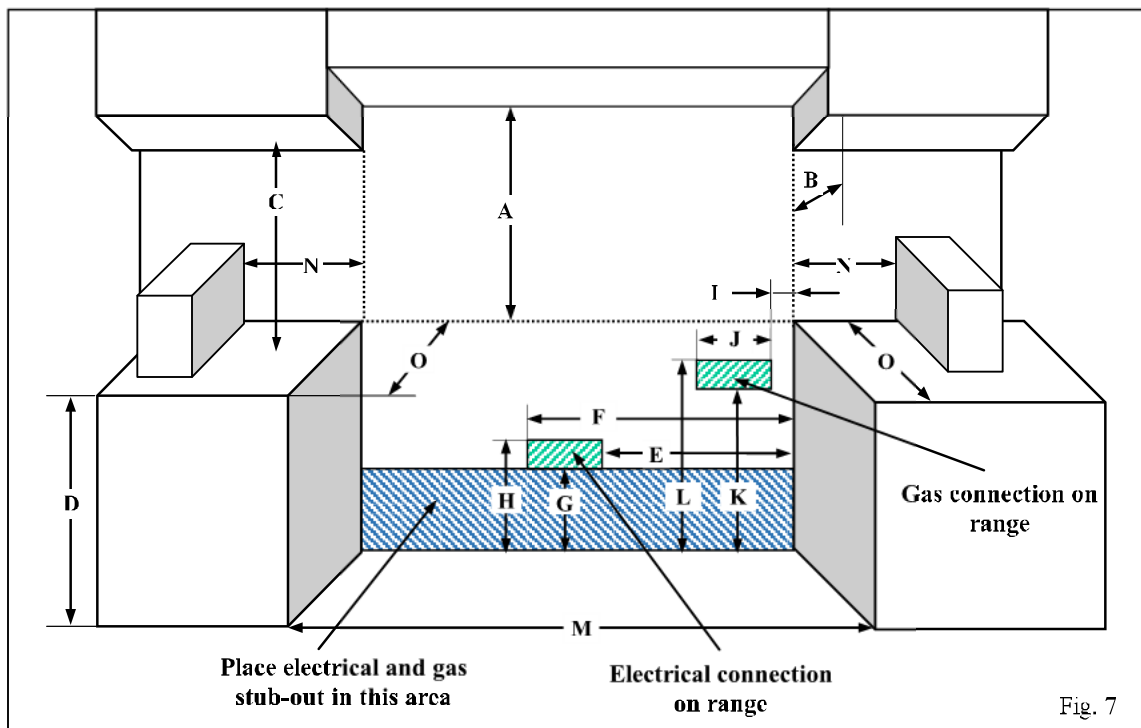 B
C
A
N
N
I
J
O
O
F
E
L
K
H
G
D
Gas connection on
range
M
Place electrical and gas
stub-out in this area
Electrical connection
on range
Fig. 7